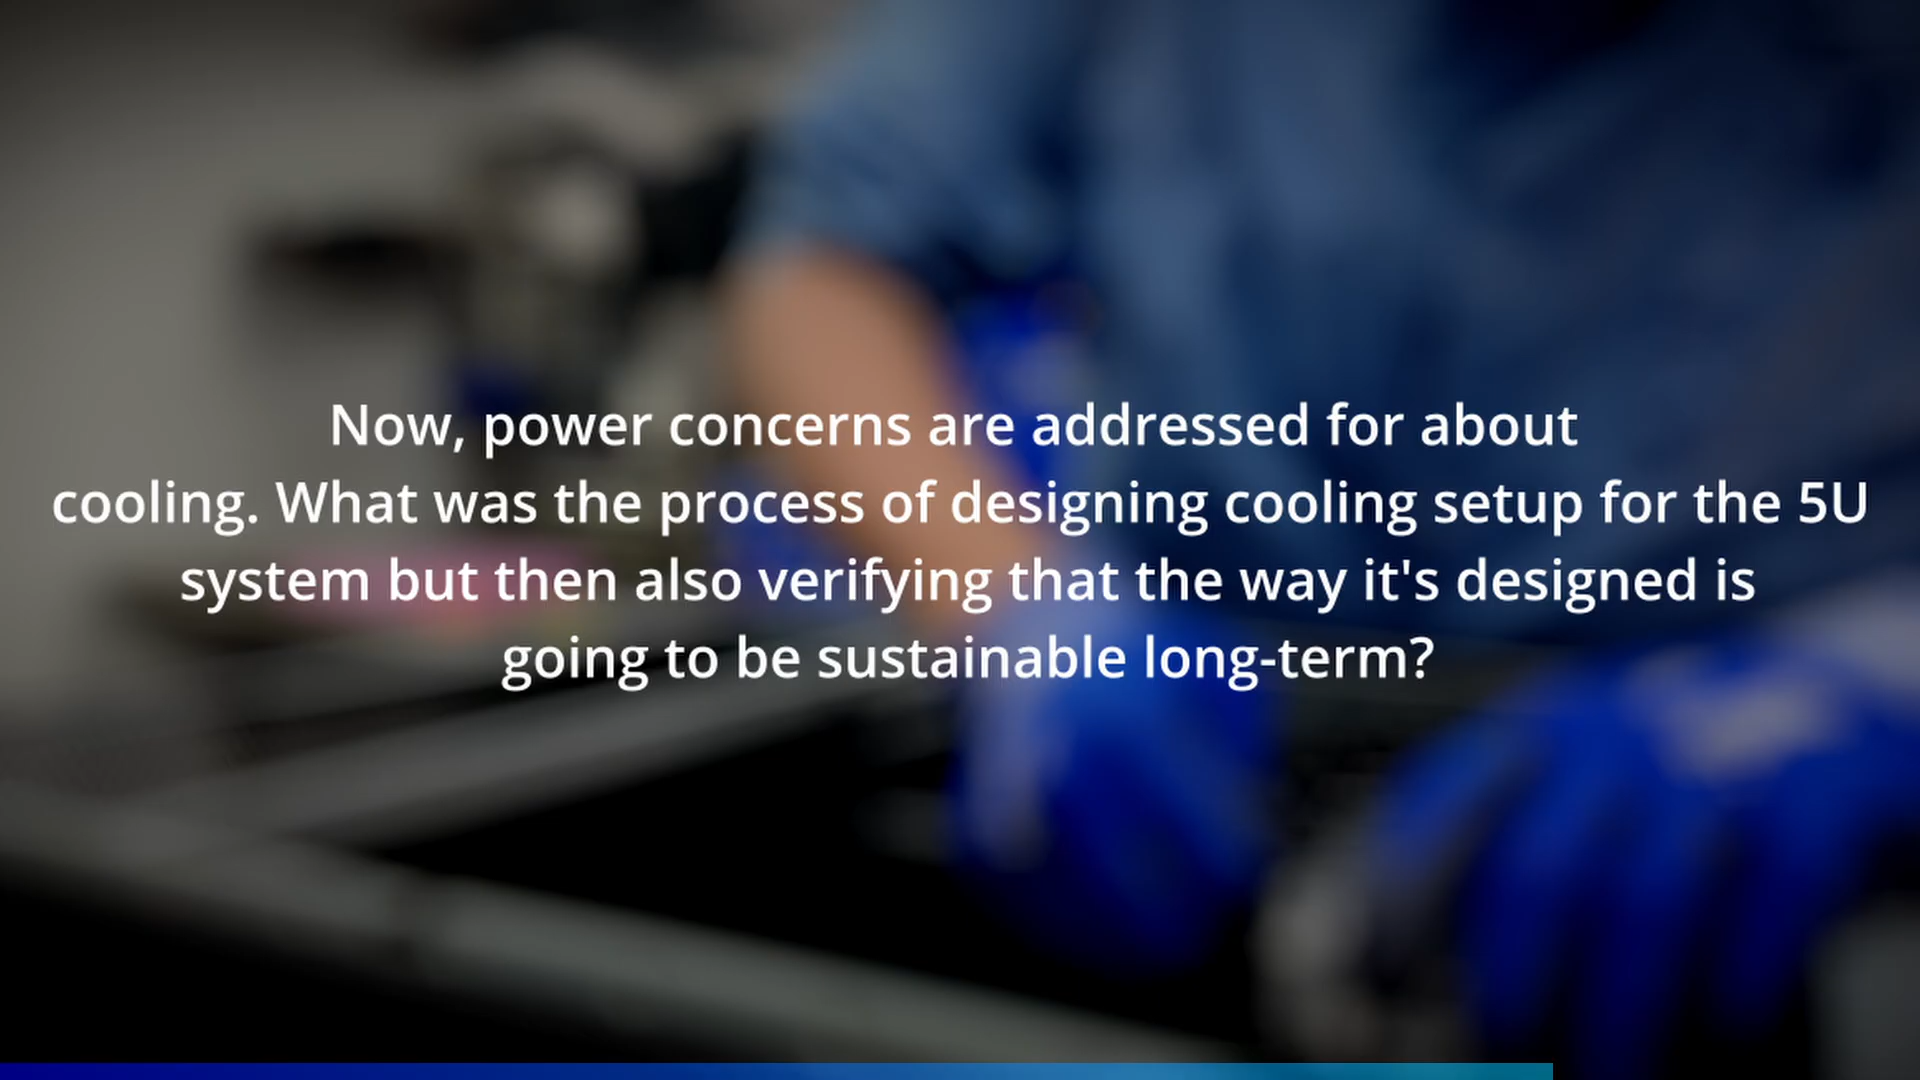 Now, power concerns are addressed for about
cooling. What was the process of designing cooling setup for the 5U
system but then also verifying that the way it's designed is
going to be sustainable long-term?